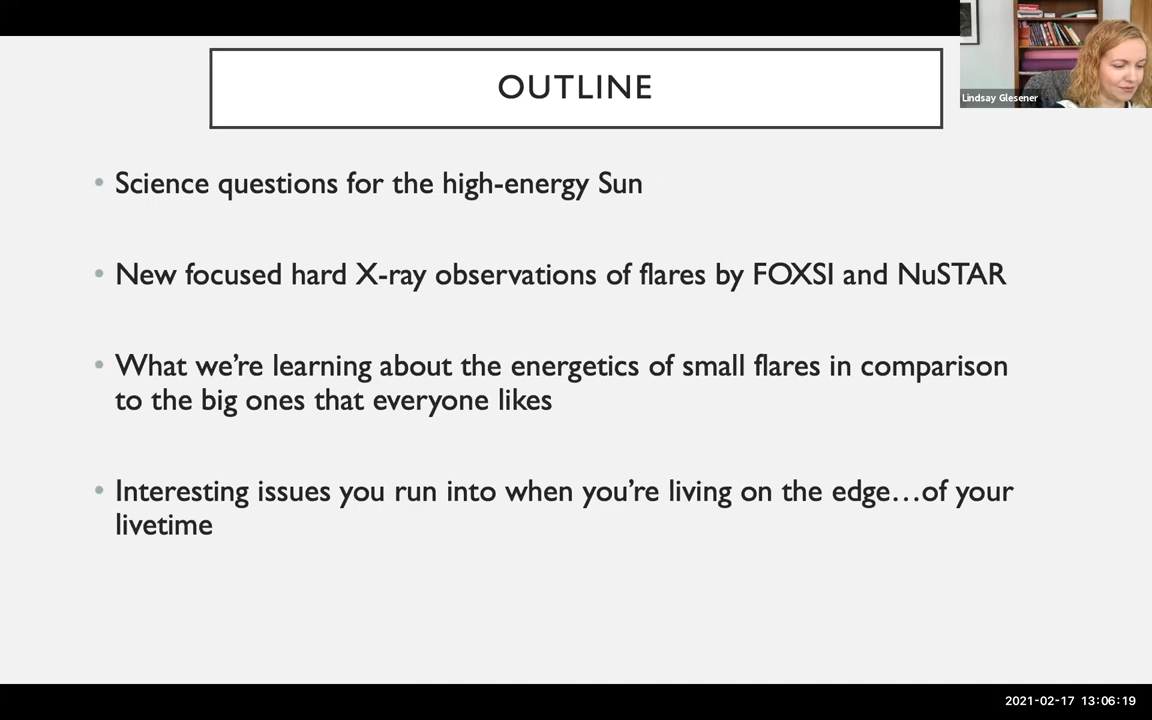 OUTLINE
Lindsay Glesener
• Science questions for the high-energy Sun
• New focused hard X-ray observations of flares by FOXSI and NuSTAR
• What we’re learning about the energetics of small flares in comparison
to the big ones that everyone likes
• Interesting issues you run into when you’re living on the edge…of your
livetime
2021-02-17 13:06:19